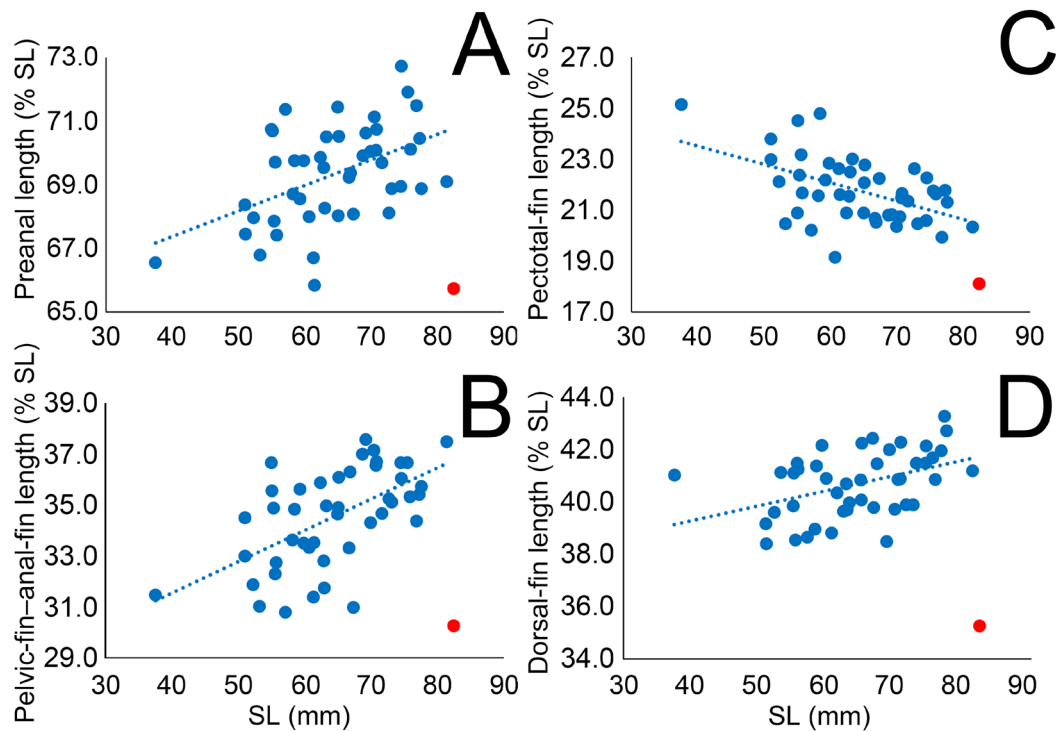 A
Preanal length (% SL)
73.0
71.0
69.0
67.0
65.0
30 40 50 60 70 80 90
C
Pectotal-fin length (% SL)
27.0
25.0
23.0
21.0
19.0
17.0
30 40 50 60 70 80 90
B
Pelvic-fin–anal-fin length (% SL)
39.0
37.0
35.0
33.0
31.0
29.0
30 40 50 60 70 80 90
SL (mm)
D
Dorsal-fin length (% SL)
44.0
42.0
40.0
38.0
36.0
34.0
30 40 50 60 70 80 90
SL (mm)